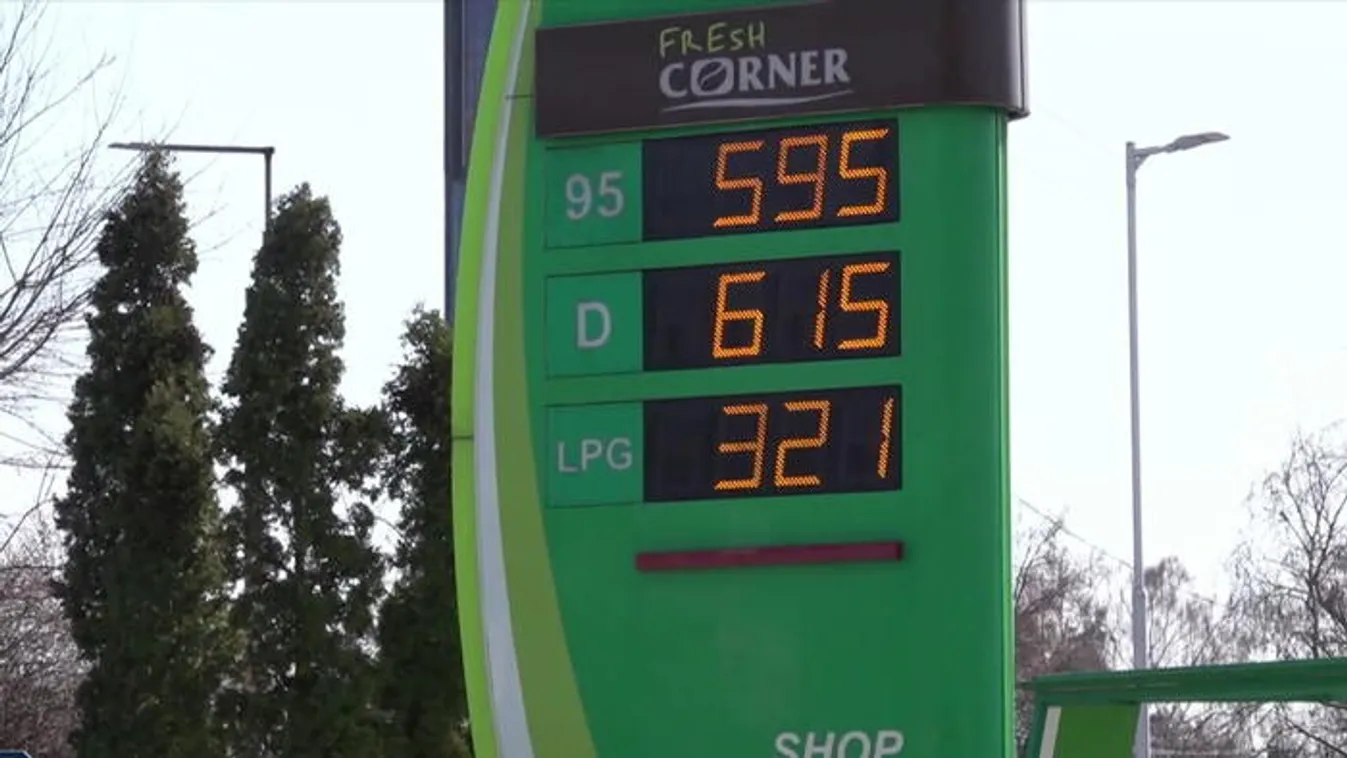 FRESH
CORNER
95 595
D 615
LPG 321
SHOP